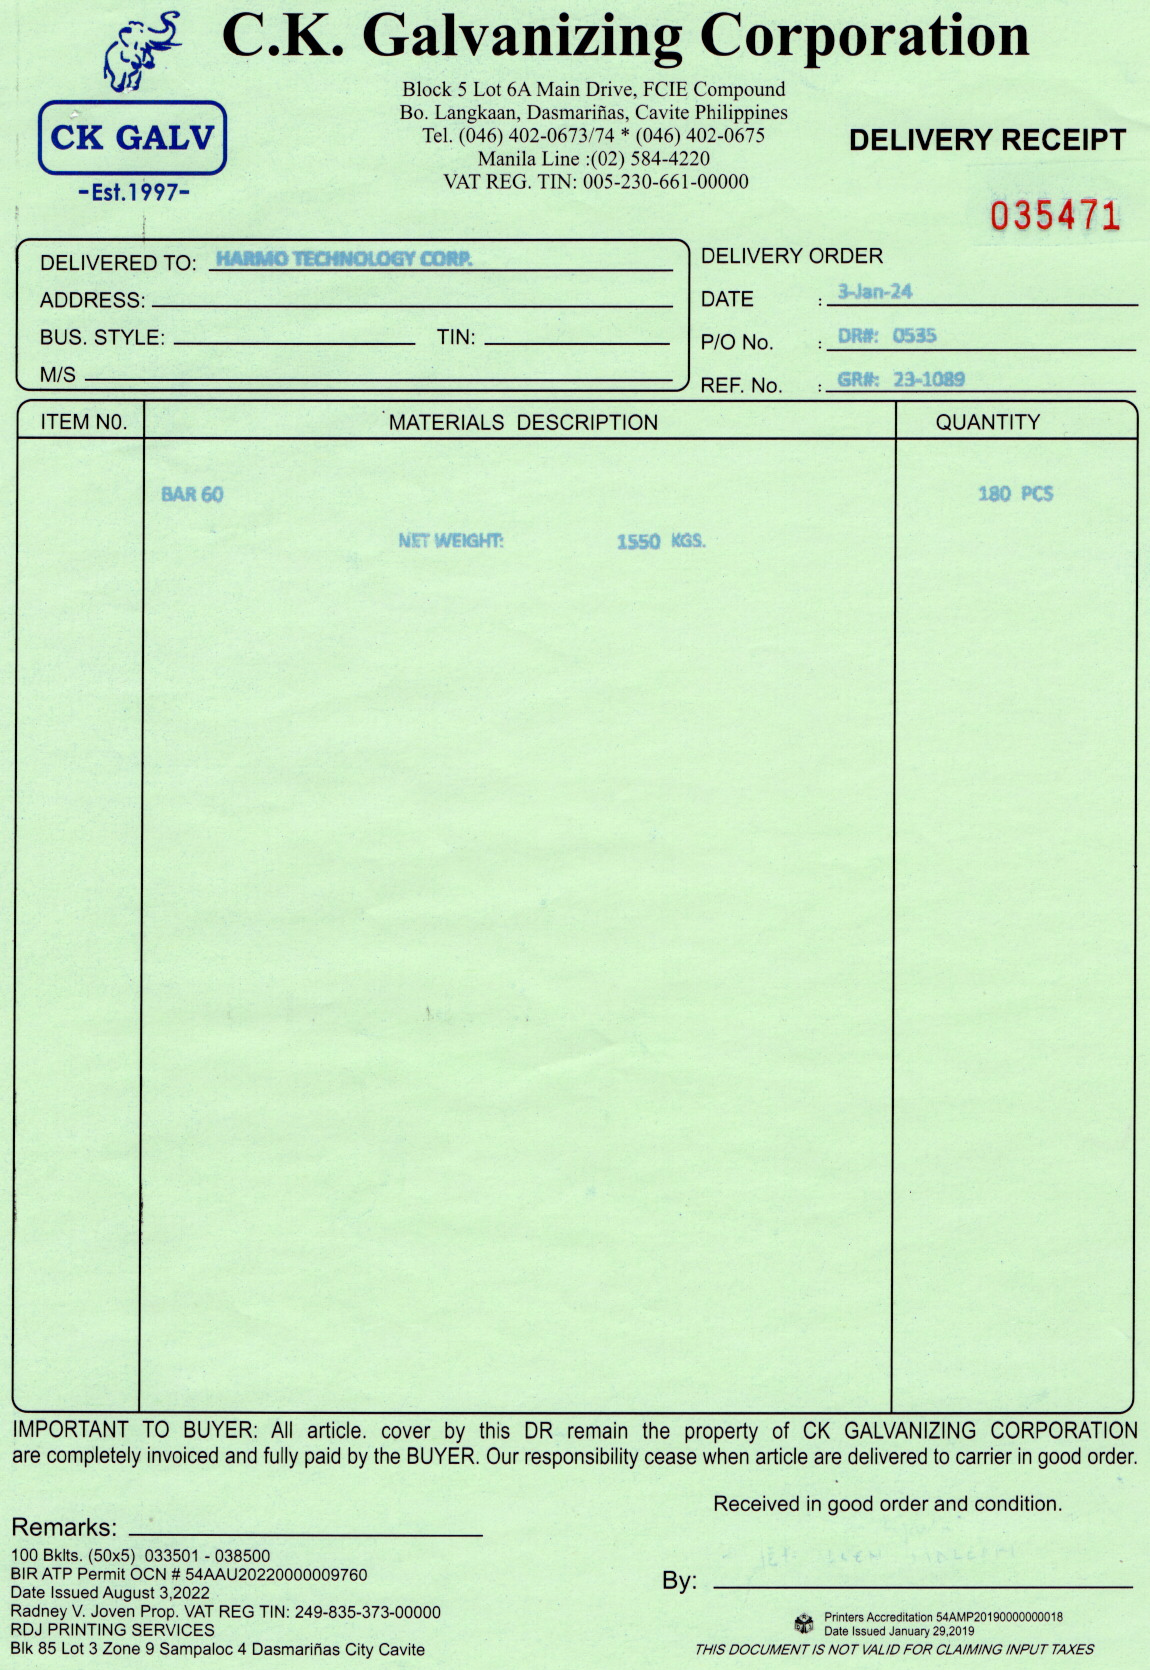 C.K. Galvanizing Corporation
CK GALV
-Est.1997-
Block 5 Lot 6A Main Drive, FCIE Compound
Bo. Langkaan, Dasmariñas, Cavite Philippines
Tel. (046) 402-0673/74 * (046) 402-0675
Manila Line :(02) 584-4220
VAT REG. TIN: 005-230-661-00000
DELIVERY RECEIPT
035471
DELIVERED TO: HARMO TECHNOLOGY CORP.
ADDRESS:
BUS. STYLE: TIN:
M/S
DELIVERY ORDER
DATE : 3-Jan-24
P/O No. : DR#: 0535
REF. No. : GR#: 23-1089
ITEM N0. MATERIALS DESCRIPTION QUANTITY
BAR 60 180 PCS
NET WEIGHT: 1550 KGS.
IMPORTANT TO BUYER: All article. cover by this DR remain the property of CK GALVANIZING CORPORATION
are completely invoiced and fully paid by the BUYER. Our responsibility cease when article are delivered to carrier in good order.
Received in good order and condition.
Remarks:
100 Bklts. (50x5) 033501 - 038500
BIR ATP Permit OCN # 54AAU20220000009760
Date Issued August 3,2022
Radney V. Joven Prop. VAT REG TIN: 249-835-373-00000
RDJ PRINTING SERVICES
Blk 85 Lot 3 Zone 9 Sampaloc 4 Dasmariñas City Cavite
By:
Printers Accreditation 54AMP20190000000018
Date Issued January 29,2019
THIS DOCUMENT IS NOT VALID FOR CLAIMING INPUT TAXES